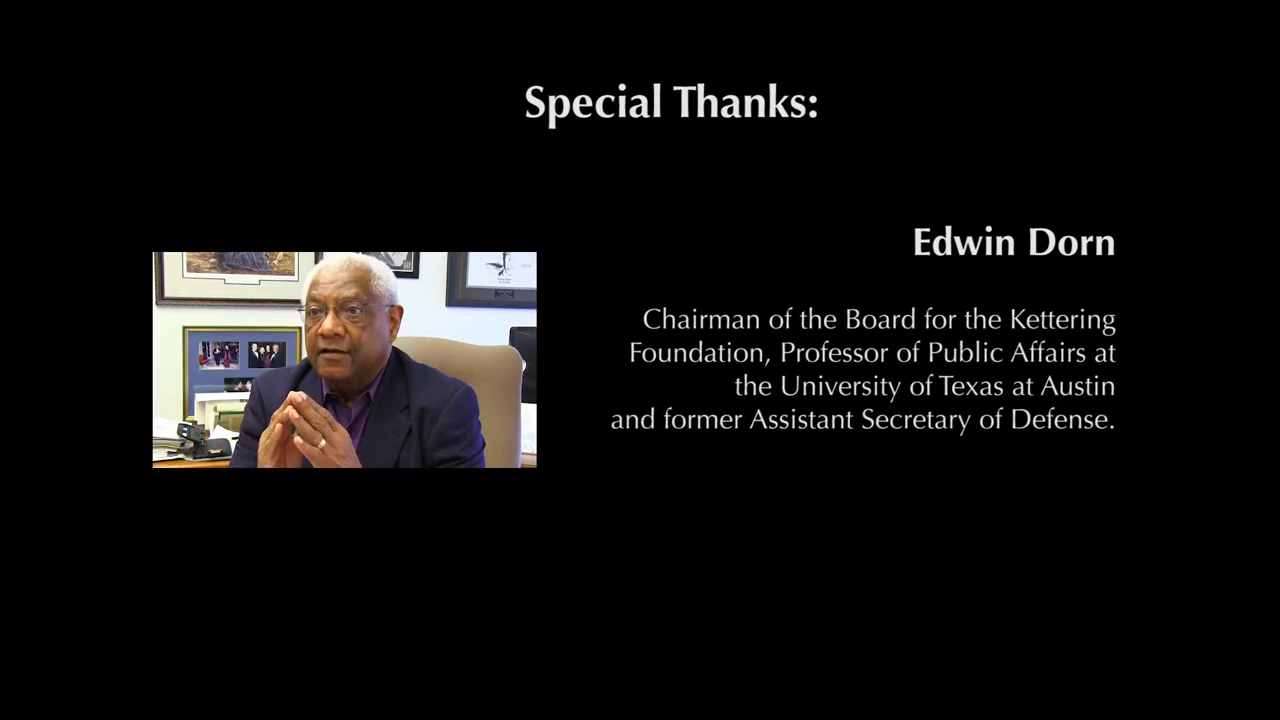 Special Thanks:
Edwin Dorn
Chairman of the Board for the Kettering
Foundation, Professor of Public Affairs at
the University of Texas at Austin
and former Assistant Secretary of Defense.